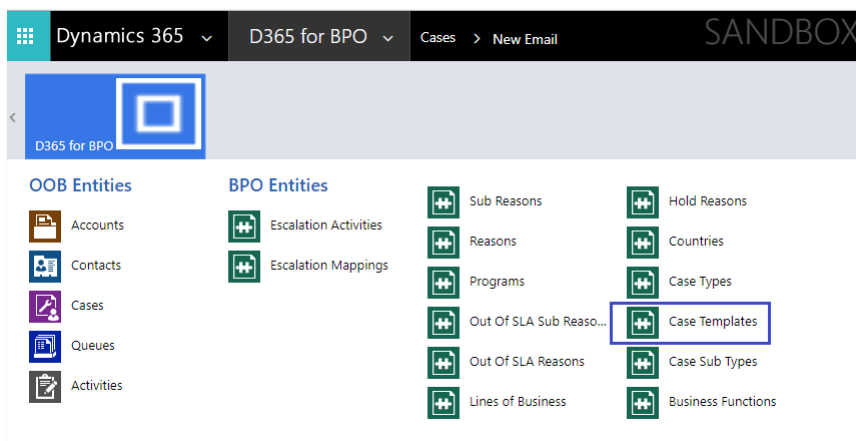 Dynamics 365
D365 for BPO
Cases > New Email
SANDBOX
D365 for BPO
OOB Entities
Accounts
Contacts
Cases
Queues
Activities
BPO Entities
Escalation Activities
Escalation Mappings
Sub Reasons
Reasons
Programs
Out Of SLA Sub Reaso...
Out Of SLA Reasons
Lines of Business
Hold Reasons
Countries
Case Types
Case Templates
Case Sub Types
Business Functions